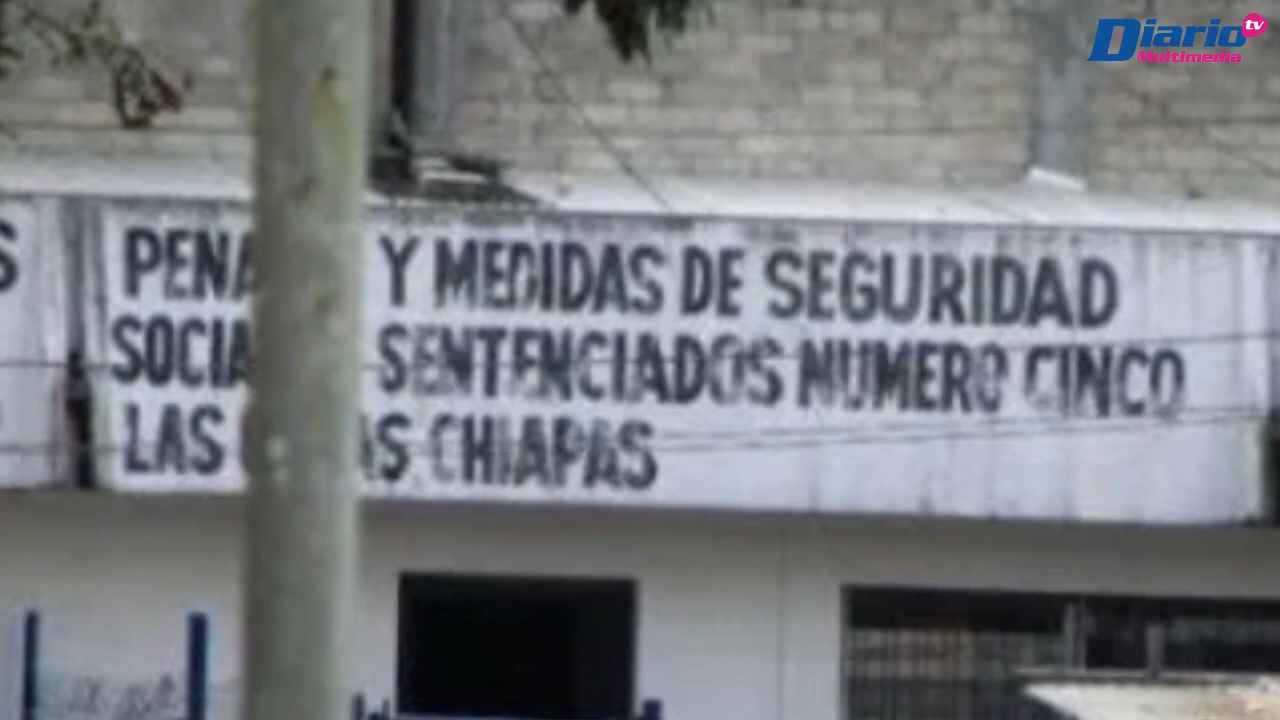 Diario tv
Multimedia
S
PENA Y MEDIDAS DE SEGURIDAD
SOCIA SENTENCIADOS NUMERO CINCO
LAS AS CHIAPAS